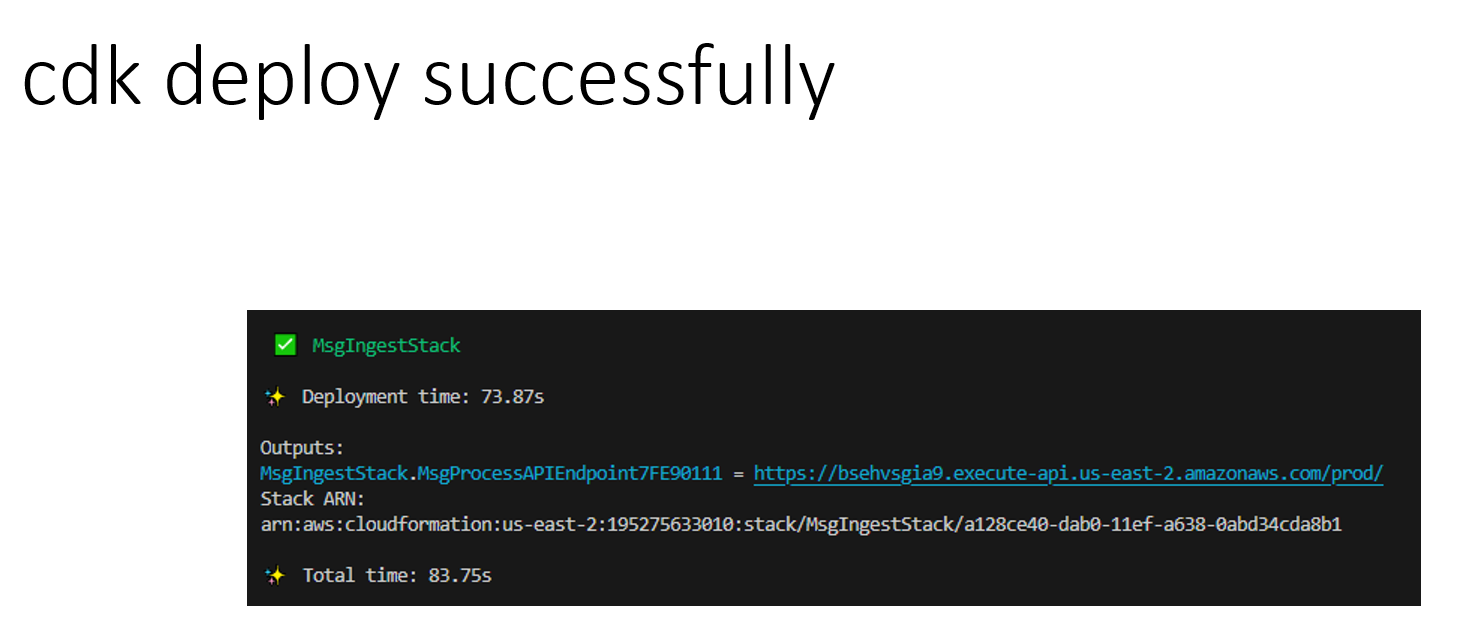 cdk deploy successfully
✅ MsgIngestStack
✨ Deployment time: 73.87s
Outputs:
MsgIngestStack.MsgProcessAPIEndpoint7FE90111 = https://bsehvsgia9.execute-api.us-east-2.amazonaws.com/prod/
Stack ARN:
arn:aws:cloudformation:us-east-2:195275633010:stack/MsgIngestStack/a128ce40-dab0-11ef-a638-0abd34cda8b1
✨ Total time: 83.75s